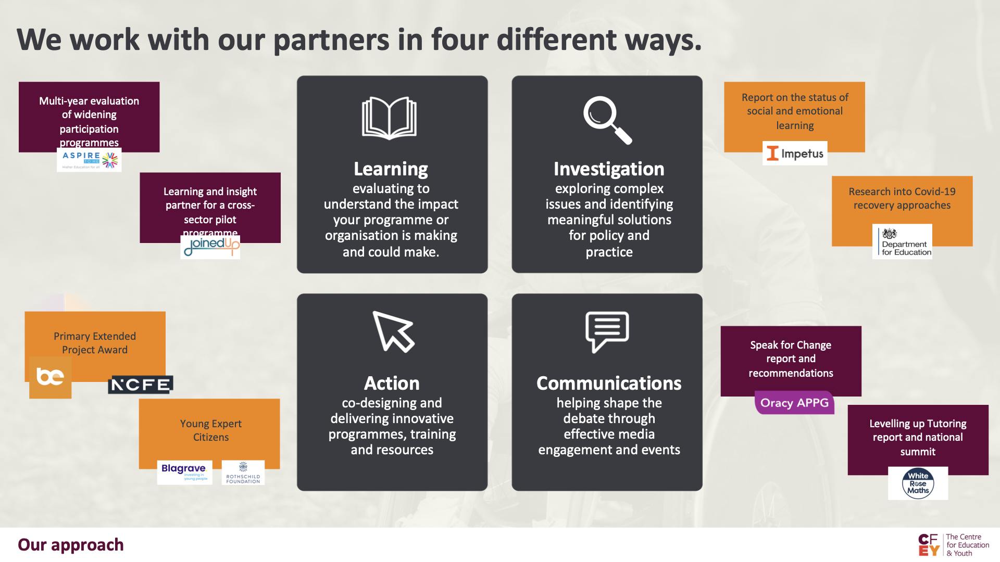 We work with our partners in four different ways.
Multi-year evaluation
of widening
participation
programmes
ASPIRE
TO HE
Higher Education for all
Learning and insight
partner for a cross-
sector pilot
programme
joinedUp
Learning
evaluating to
understand the impact
your programme or
organisation is making
and could make.
Investigation
exploring complex
issues and identifying
meaningful solutions
for policy and
practice
Report on the status of
social and emotional
learning
Impetus
Research into Covid-19
recovery approaches
Department
for Education
Primary Extended
Project Award
be
NCFE
Young Expert
Citizens
Blagrave.
Investing in
young people
ROTHSCHILD
FOUNDATION
Action
co-designing and
delivering innovative
programmes, training
and resources
Communications
helping shape the
debate through
effective media
engagement and events
Speak for Change
report and
recommendations
Oracy APPG
Levelling up Tutoring
report and national
summit
White
Rose
Maths
Our approach
CF
EY
The Centre
for Education
& Youth